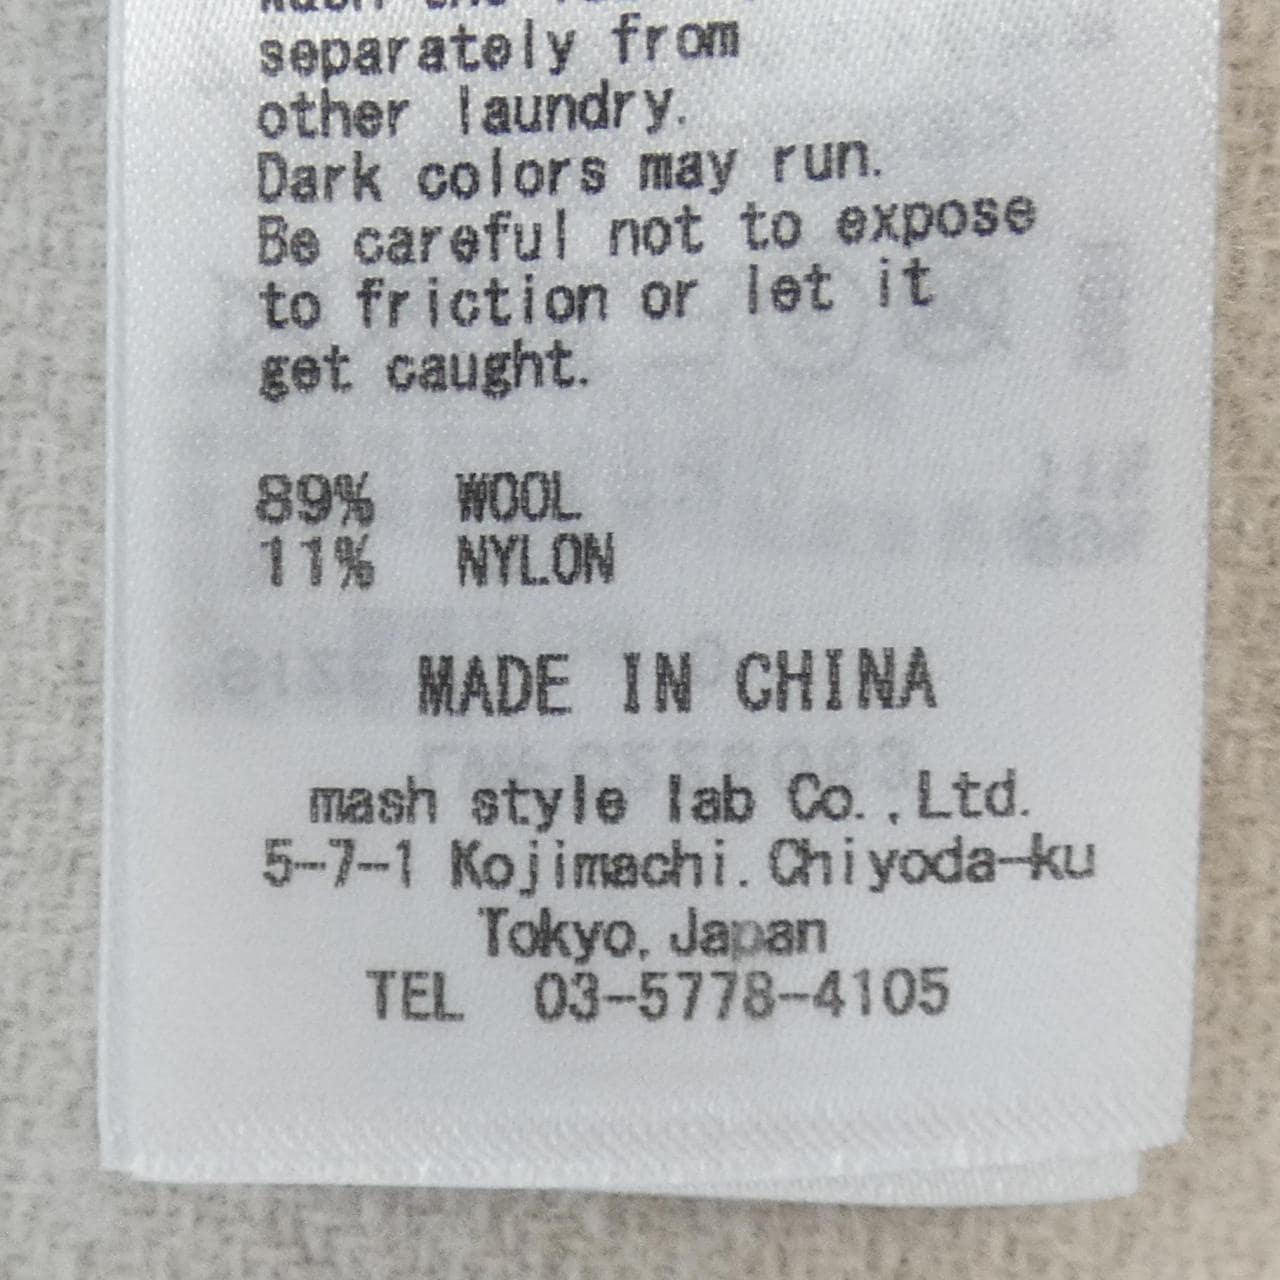 separately from
other laundry.
Dark colors may run.
Be careful not to expose
to friction or let it
get caught.
89% WOOL
11% NYLON
MADE IN CHINA
mash style lab Co.,Ltd.
5-7-1 Kojimachi.Chiyoda-ku
Tokyo,Japan
TEL 03-5778-4105